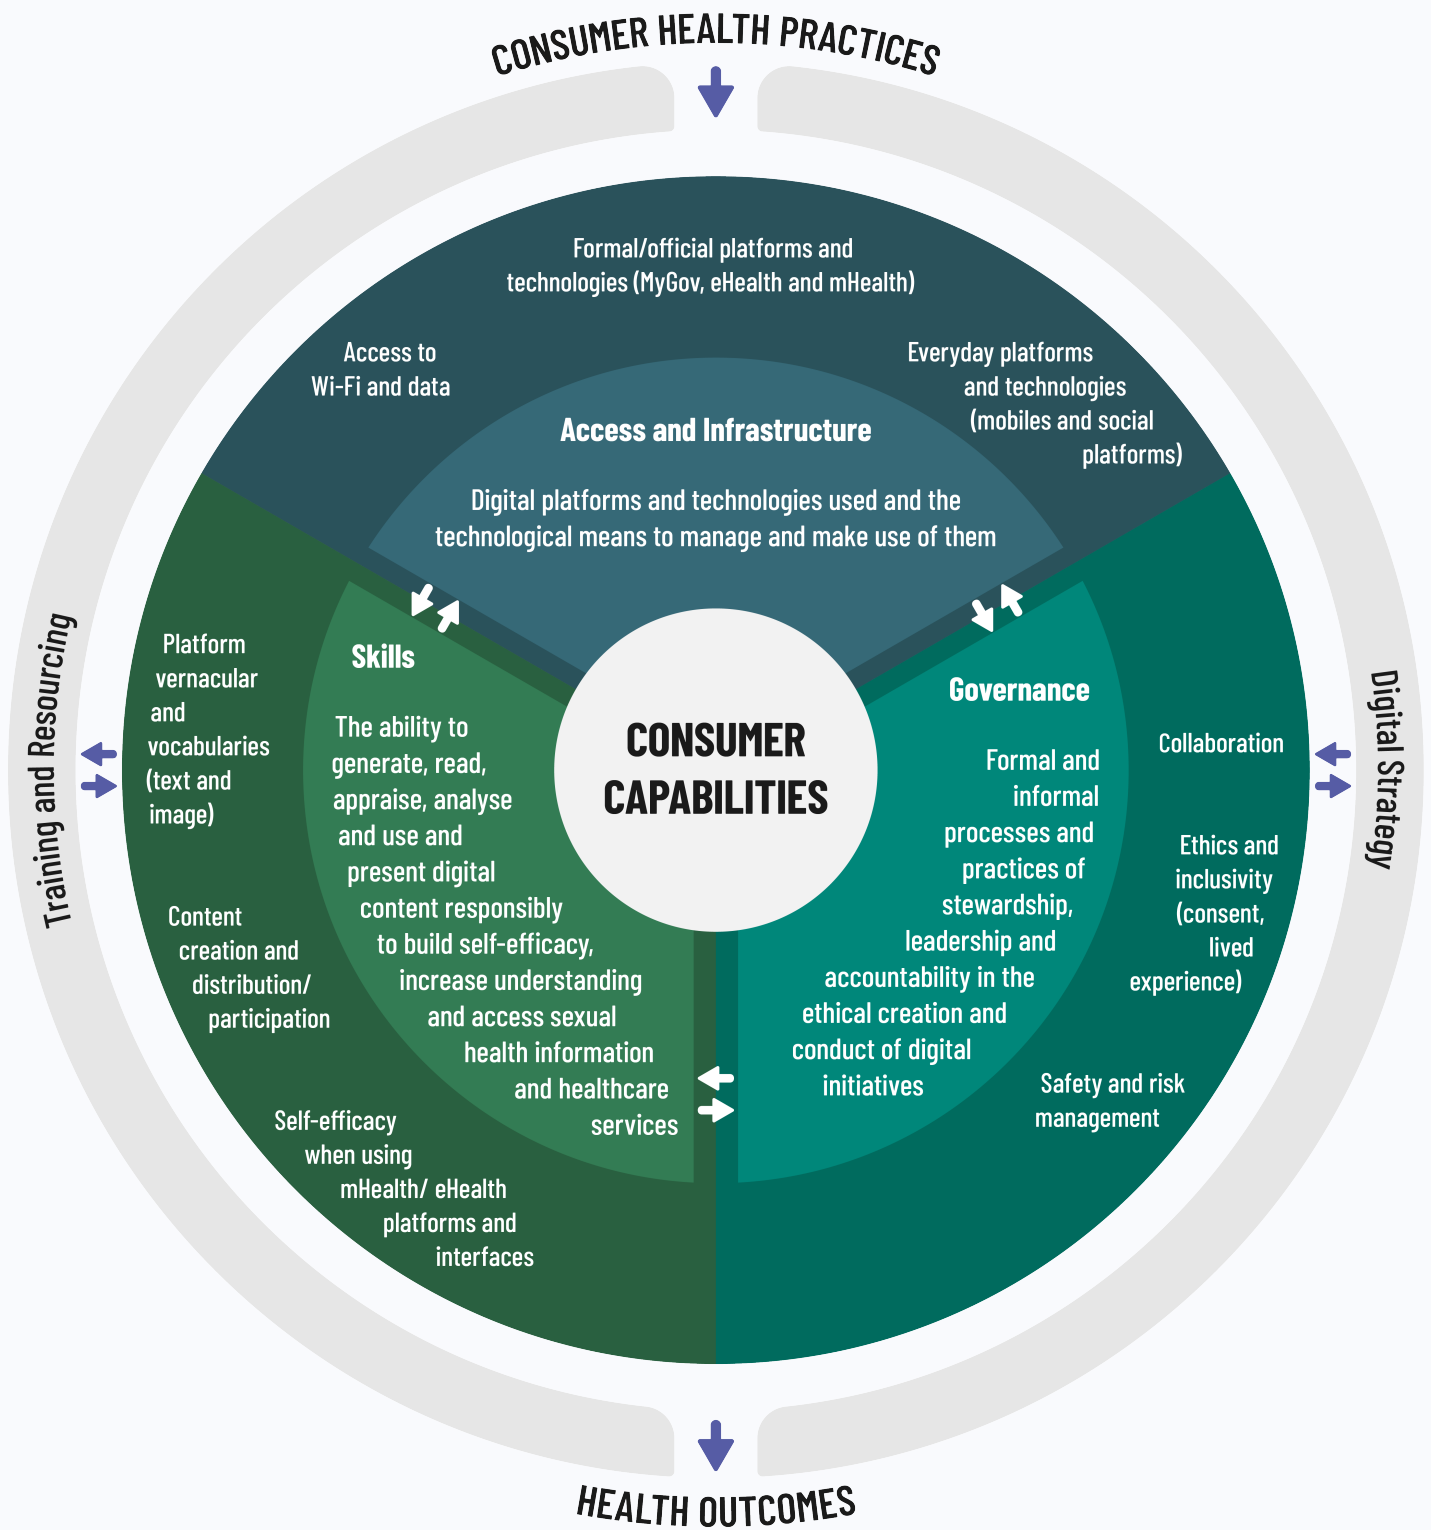 CONSUMER HEALTH PRACTICES
Formal/official platforms and
technologies (MyGov, eHealth and mHealth)
Access to
Wi-Fi and data
Everyday platforms
and technologies
(mobiles and social
platforms)
Access and Infrastructure
Digital platforms and technologies used and the
technological means to manage and make use of them
Training and Resourcing
Platform
vernacular
and
vocabularies
(text and
image)
Content
creation and
distribution/
participation
Self-efficacy
when using
mHealth/ eHealth
platforms and
interfaces
Skills
The ability to
generate, read,
appraise, analyse
and use and
present digital
content responsibly
to build self-efficacy,
increase understanding
and access sexual
health information
and healthcare
services
CONSUMER
CAPABILITIES
Governance
Formal and
informal
processes and
practices of
stewardship,
leadership and
accountability in the
ethical creation and
conduct of digital
initiatives
Collaboration
Ethics and
inclusivity
(consent,
lived
experience)
Safety and risk
management
Digital Strategy
HEALTH OUTCOMES